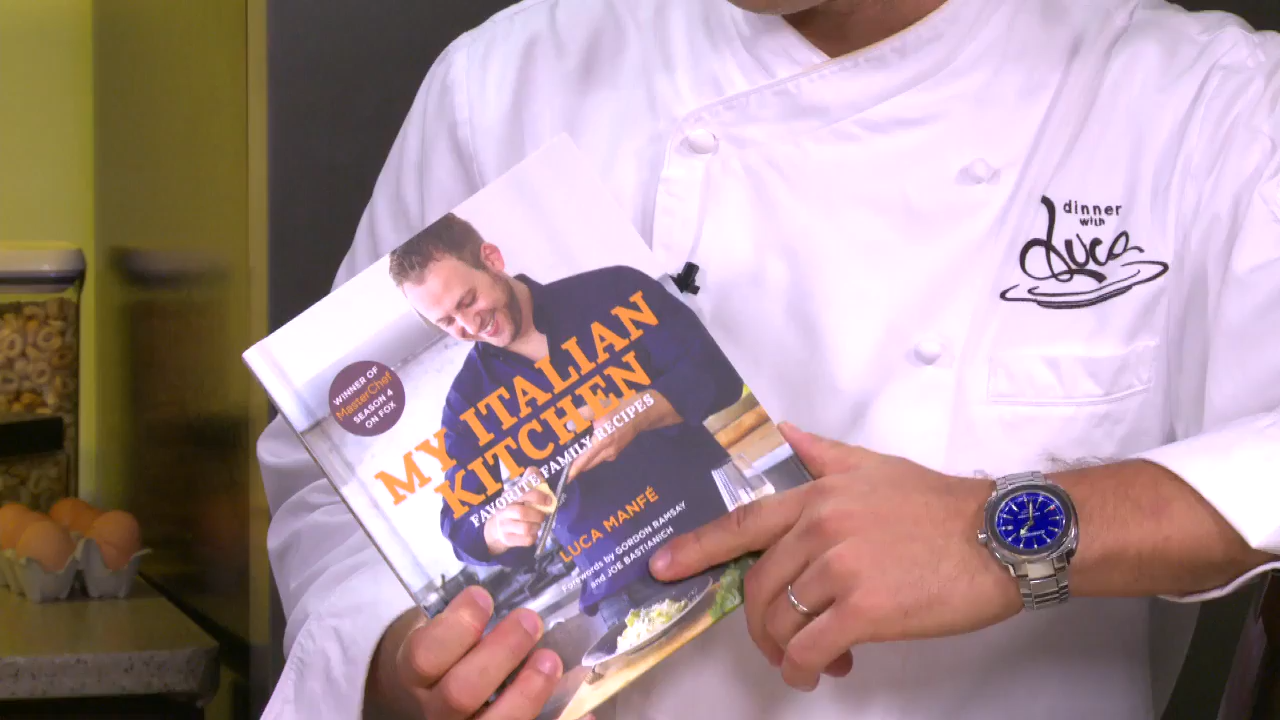 WINNER OF
MasterChef
SEASON 4
ON FOX
MY ITALIAN
KITCHEN
FAVORITE FAMILY RECIPES
LUCA MANFÉ
Forewords by GORDON RAMSAY
and JOE BASTIANICH
dinner
with
Luca